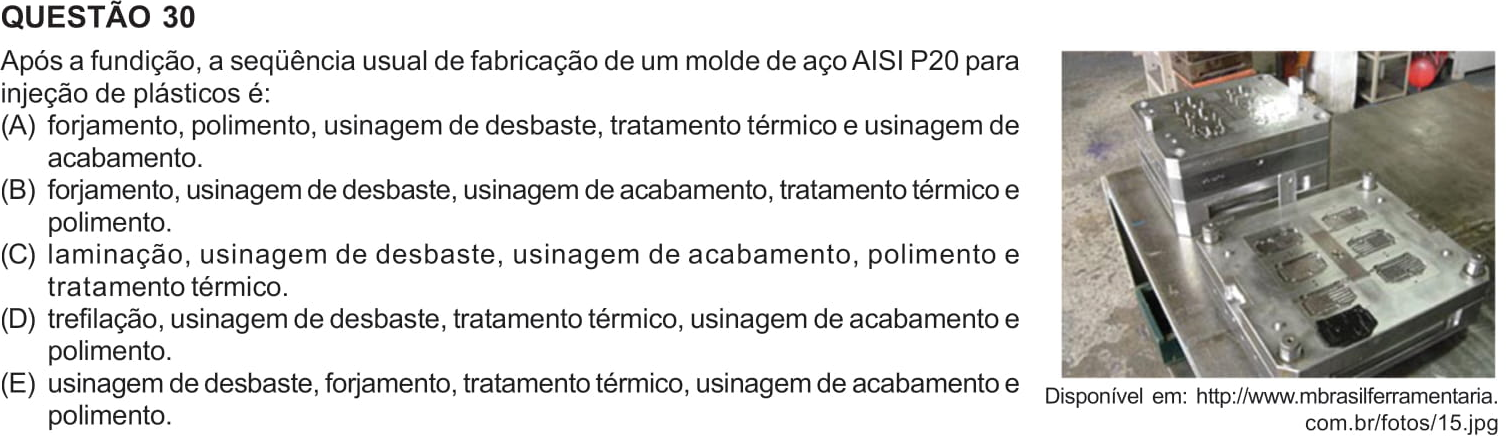 QUESTÃO 30
Após a fundição, a seqüência usual de fabricação de um molde de aço AISI P20 para
injeção de plásticos é:
(A) forjamento, polimento, usinagem de desbaste, tratamento térmico e usinagem de
acabamento.
(B) forjamento, usinagem de desbaste, usinagem de acabamento, tratamento térmico e
polimento.
(C) laminação, usinagem de desbaste, usinagem de acabamento, polimento e
tratamento térmico.
(D) trefilação, usinagem de desbaste, tratamento térmico, usinagem de acabamento e
polimento.
(E) usinagem de desbaste, forjamento, tratamento térmico, usinagem de acabamento e
polimento.
Disponível em: http://www.mbrasilferramentaria.
com.br/fotos/15.jpg